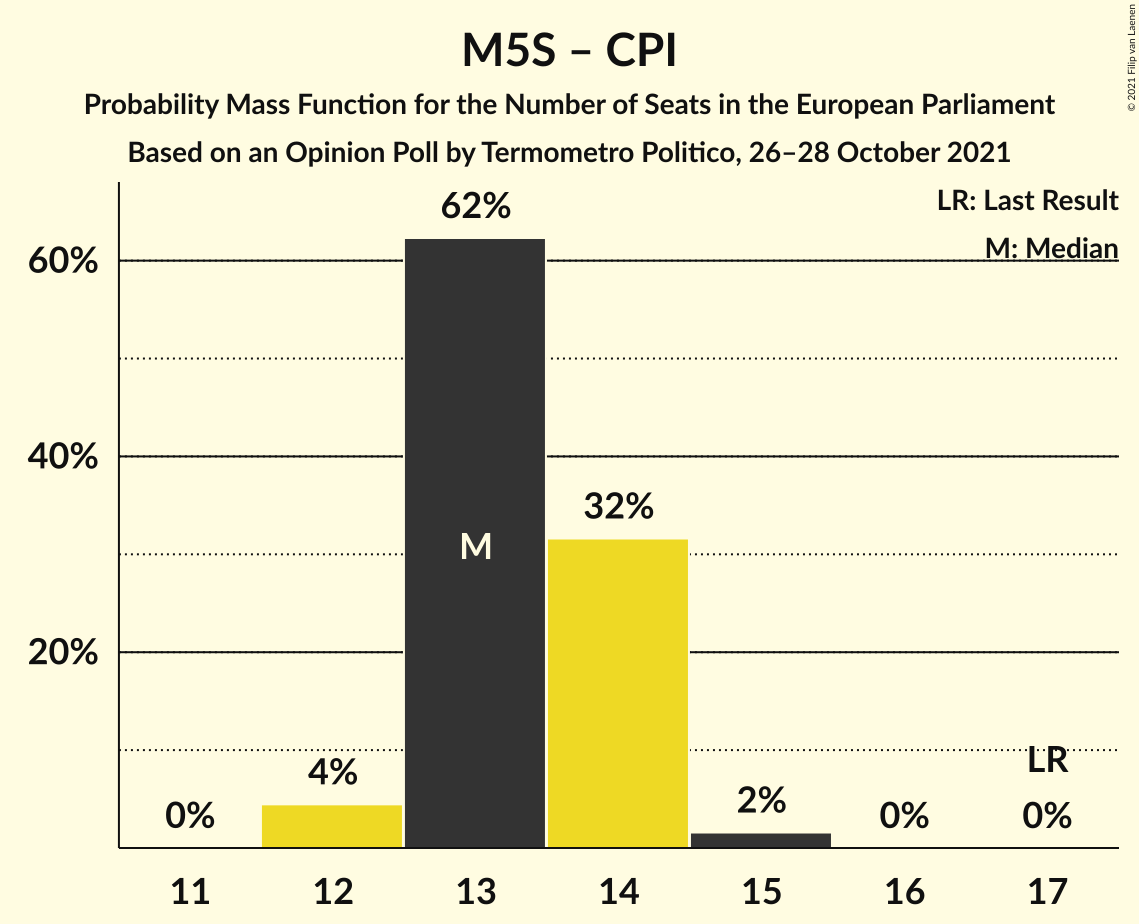 M5S – CPI
Probability Mass Function for the Number of Seats in the European Parliament
Based on an Opinion Poll by Termometro Politico, 26–28 October 2021
© 2021 Filip van Laenen
LR: Last Result
M: Median
60%
40%
20%
0%
4%
62%
M
32%
2%
0%
LR
0%
11
12
13
14
15
16
17